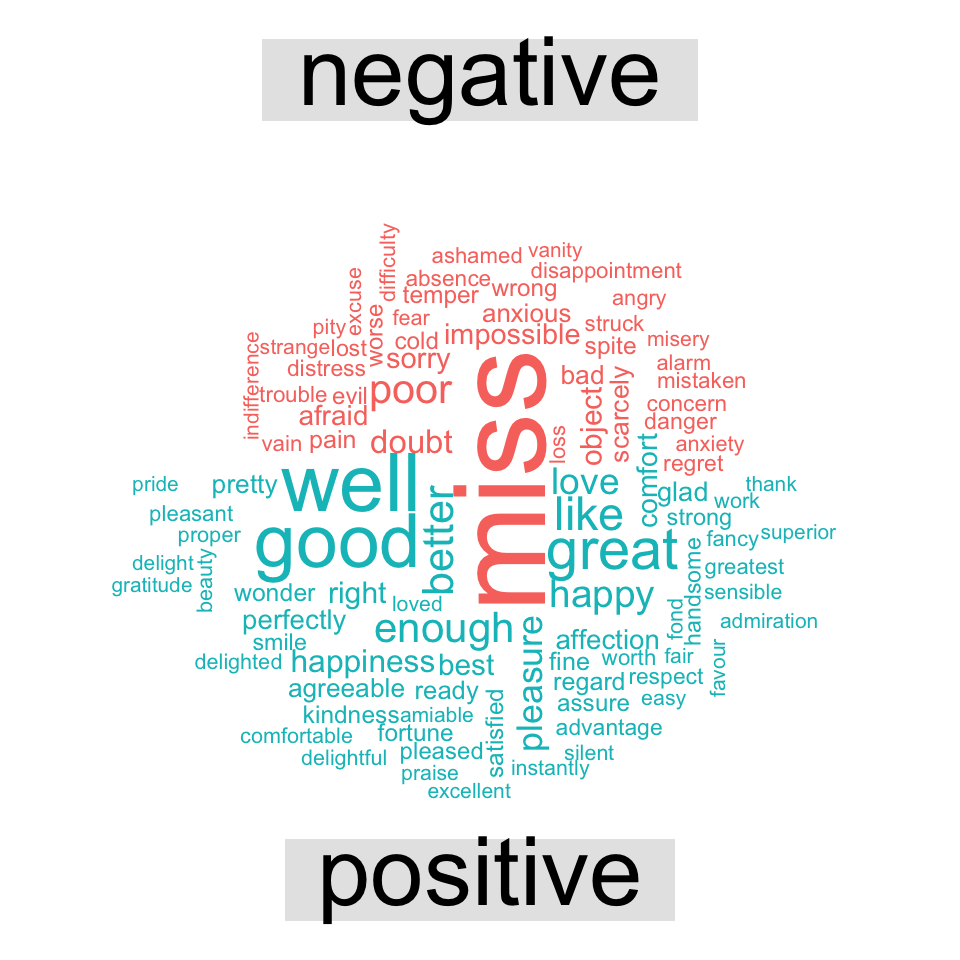 negative
difficulty
ashamed
vanity
absence
disappointment
excuse
temper
wrong
angry
worse
fear
anxious
struck
pity
cold
impossible
misery
indifference
strange
lost
sorry
spite
alarm
distress
miss
bad
mistaken
trouble
evil
poor
object
scarcely
concern
afraid
danger
vain
pain
doubt
loss
anxiety
regret
comfort
pride
pretty
well
better
love
glad
thank
work
pleasant
good
like
strong
proper
great
handsome
fancy
superior
delight
beauty
greatest
gratitude
wonder
right
loved
happy
fond
sensible
perfectly
enough
pleasure
affection
admiration
smile
delighted
happiness
best
fine
worth
fair
favour
agreeable
ready
regard
respect
kindness
amiable
satisfied
assure
easy
comfortable
fortune
advantage
delightful
pleased
silent
praise
instantly
excellent
positive